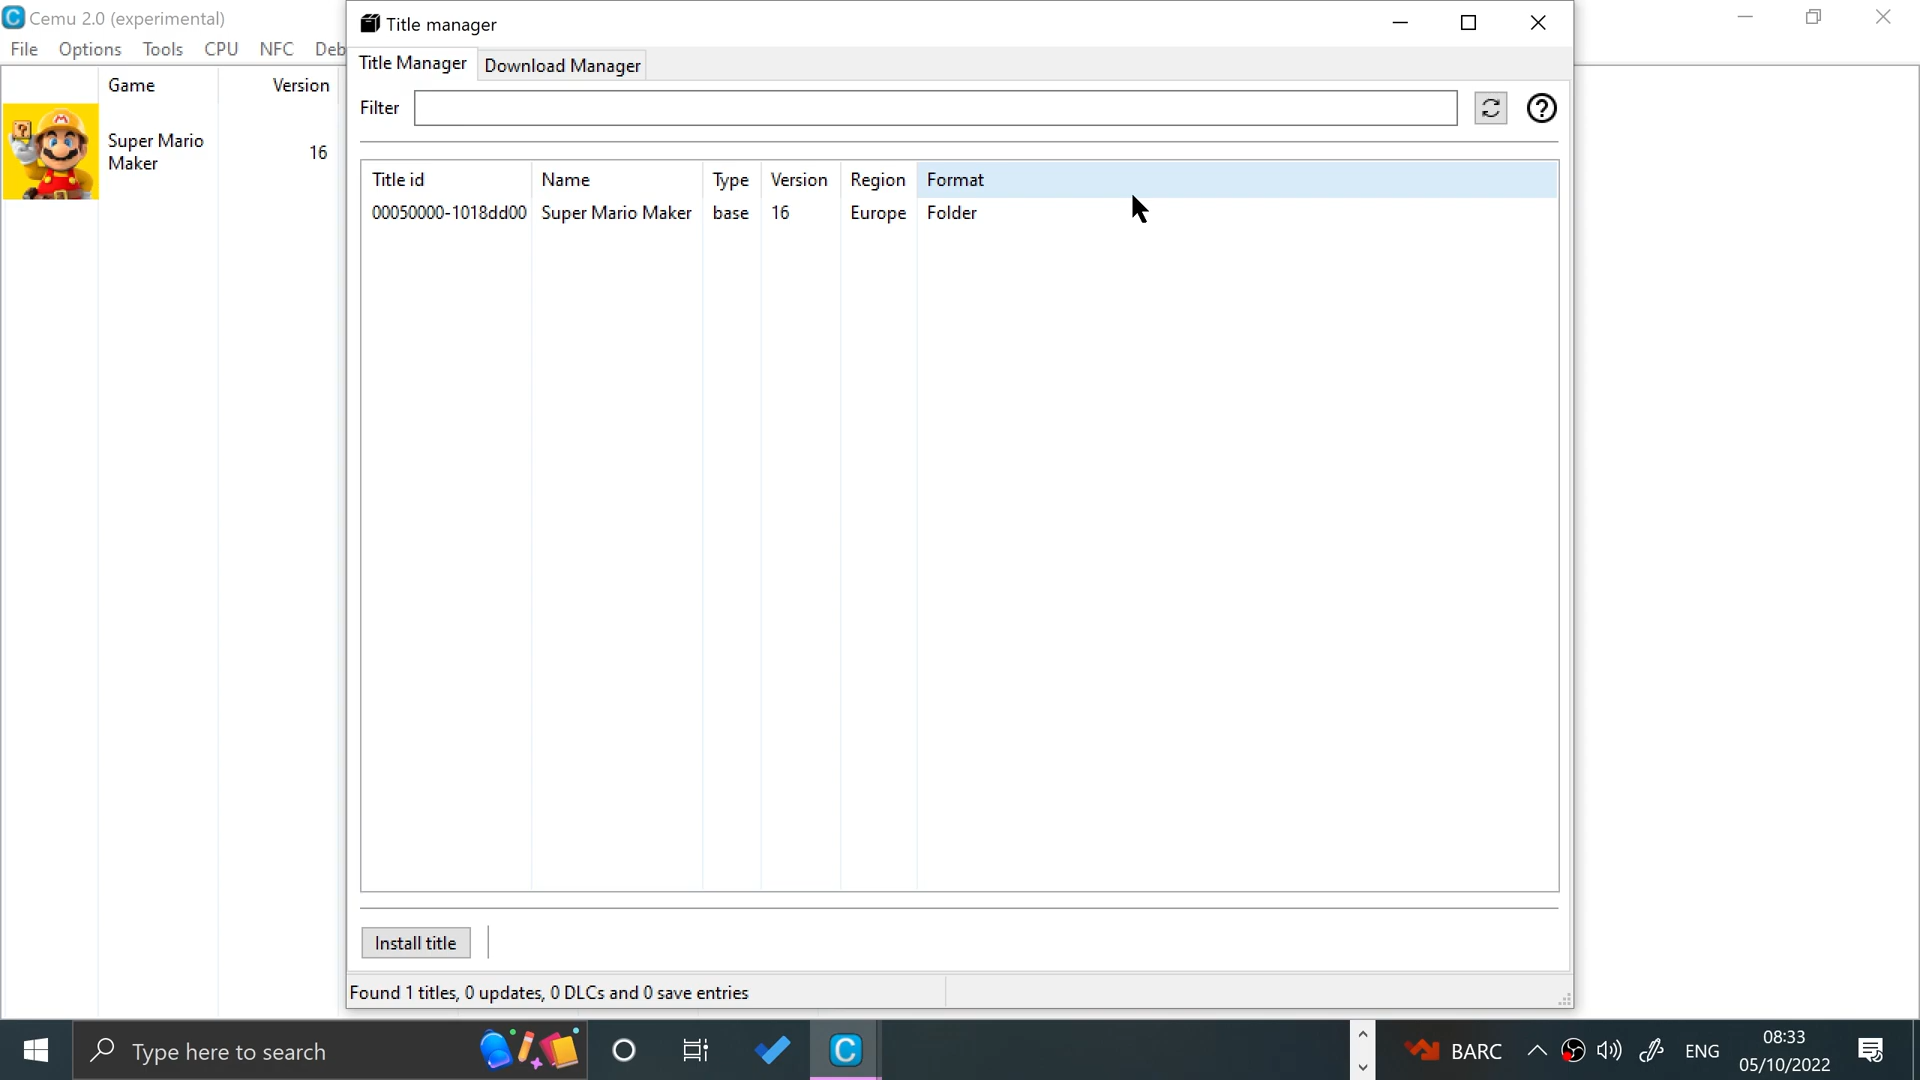 Cemu 2.0 (experimental)
File Options Tools CPU NFC Deb
Game Version
Super Mario
Maker
16
Title manager
Title Manager Download Manager
Filter
Title id Name Type Version Region Format
00050000-1018dd00 Super Mario Maker base 16 Europe Folder
Install title
Found 1 titles, 0 updates, 0 DLCs and 0 save entries
Type here to search
BARC
ENG
08:33
05/10/2022